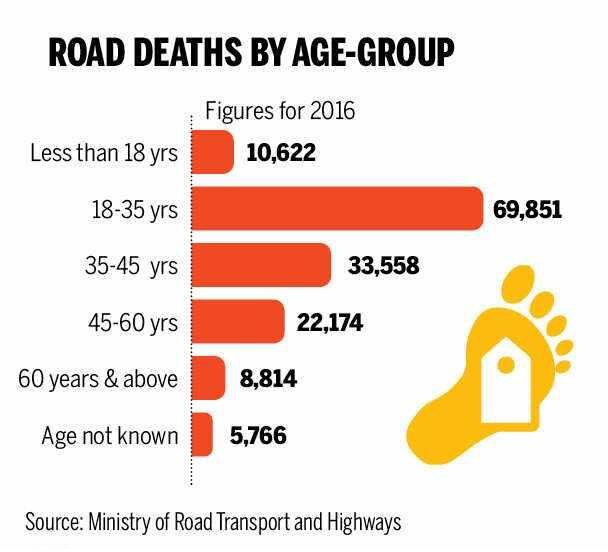 ROAD DEATHS BY AGE-GROUP
Figures for 2016
Less than 18 yrs 10,622
18-35 yrs 69,851
35-45 yrs 33,558
45-60 yrs 22,174
60 years & above 8,814
Age not known 5,766
Source: Ministry of Road Transport and Highways